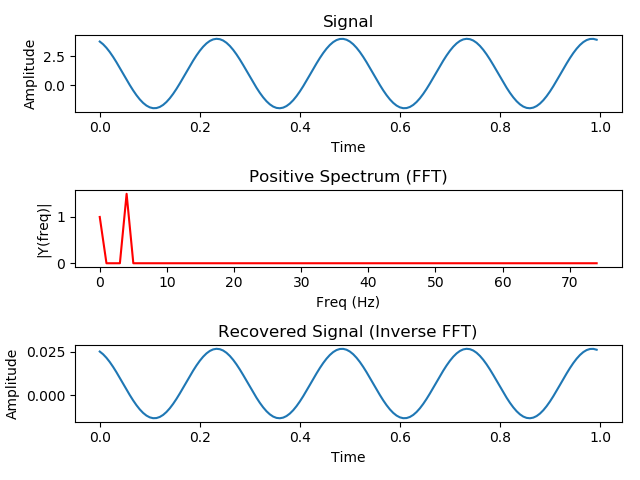 Signal
2.5
0.0
Amplitude
0.0 0.2 0.4 0.6 0.8 1.0
Time
Positive Spectrum (FFT)
1
0
|Y(freq)|
0 10 20 30 40 50 60 70
Freq (Hz)
Recovered Signal (Inverse FFT)
0.025
0.000
Amplitude
0.0 0.2 0.4 0.6 0.8 1.0
Time